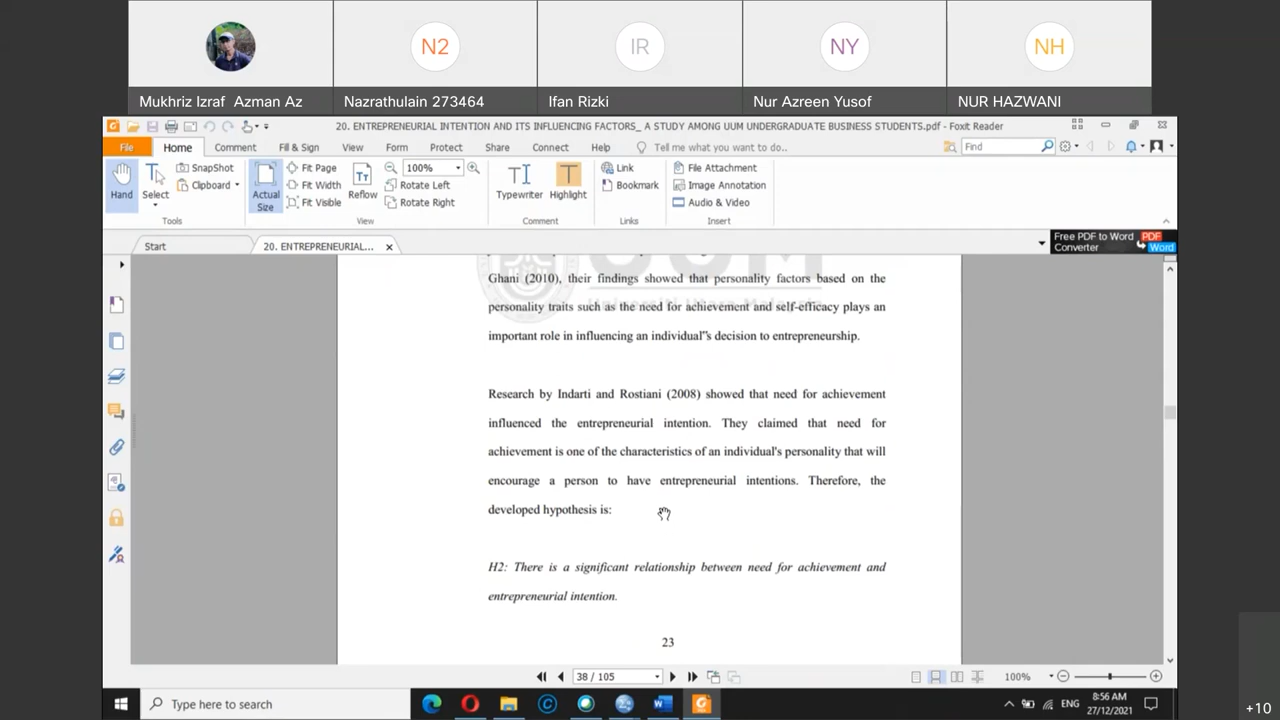 N2
IR
NY
NH
Mukhriz Izraf Azman Az
Nazrathulain 273464
Ifan Rizki
Nur Azreen Yusof
NUR HAZWANI
20. ENTREPRENEURIAL INTENTION AND ITS INFLUENCING FACTORS_ A STUDY AMONG UUM UNDERGRADUATE BUSINESS STUDENTS.pdf - Foxit Reader
File Home Comment Fill & Sign View Form Protect Share Connect Help Tell me what you want to do.. Find
Hand
Select
SnapShot
Clipboard
Tools
Actual Size
Fit Page
Fit Width
Fit Visible
Reflow
100%
Rotate Left
Rotate Right
View
Typewriter
Highlight
Comment
Link
Bookmark
Links
File Attachment
Image Annotation
Audio & Video
Insert
Start
20. ENTREPRENEURIAL...
Free PDF to Word
Converter
PDF
Word
Ghani (2010), their findings showed that personality factors based on the
Universiti Utara Malaysia
personality traits such as the need for achievement and self-efficacy plays an
important role in influencing an individual"s decision to entrepreneurship.
Research by Indarti and Rostiani (2008) showed that need for achievement
influenced the entrepreneurial intention. They claimed that need for
achievement is one of the characteristics of an individual's personality that will
encourage a person to have entrepreneurial intentions. Therefore, the
developed hypothesis is:
H2: There is a significant relationship between need for achievement and
entrepreneurial intention.
23
38 / 105
100%
Type here to search
ENG
8:56 AM
27/12/2021
+10